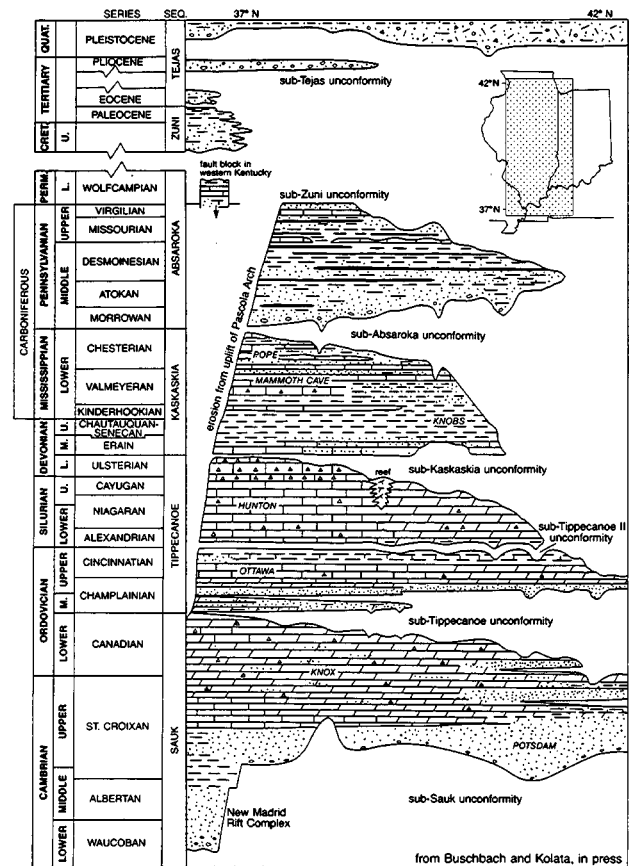 SERIES SEQ. 37° N 42° N
QUAT.
PLEISTOCENE
TERTIARY
PLIOCENE
EOCENE
PALEOCENE
TEJAS
sub-Tejas unconformity
42°N
37°N
CRET.
U.
ZUNI
fault block in
western Kentucky
PERM.
L.
WOLFCAMPIAN
sub-Zuni unconformity
CARBONIFEROUS
PENNSYLVANIAN
UPPER
VIRGILIAN
MISSOURIAN
MIDDLE
DESMOINESIAN
ATOKAN
MORROWAN
ABSAROKA
erosion from uplift of Pascola Arch
sub-Absaroka unconformity
MISSISSIPPIAN
LOWER
CHESTERIAN
VALMEYERAN
KINDERHOOKIAN
KASKASKIA
POPE
MAMMOTH CAVE
KNOBS
DEVONIAN
U.
CHAUTAUQUAN-
SENECAN
M.
ERAIN
L.
ULSTERIAN
reef
sub-Kaskaskia unconformity
SILURIAN
U.
CAYUGAN
LOWER
NIAGARAN
ALEXANDRIAN
TIPPECANOE
HUNTON
sub-Tippecanoe II
unconformity
ORDOVICIAN
UPPER
CINCINNATIAN
M.
CHAMPLAINIAN
OTTAWA
sub-Tippecanoe unconformity
LOWER
CANADIAN
KNOX
CAMBRIAN
UPPER
ST. CROIXAN
SAUK
POTSDAM
MIDDLE
ALBERTAN
sub-Sauk unconformity
New Madrid
Rift Complex
LOWER
WAUCOBAN
from Buschbach and Kolata, in press